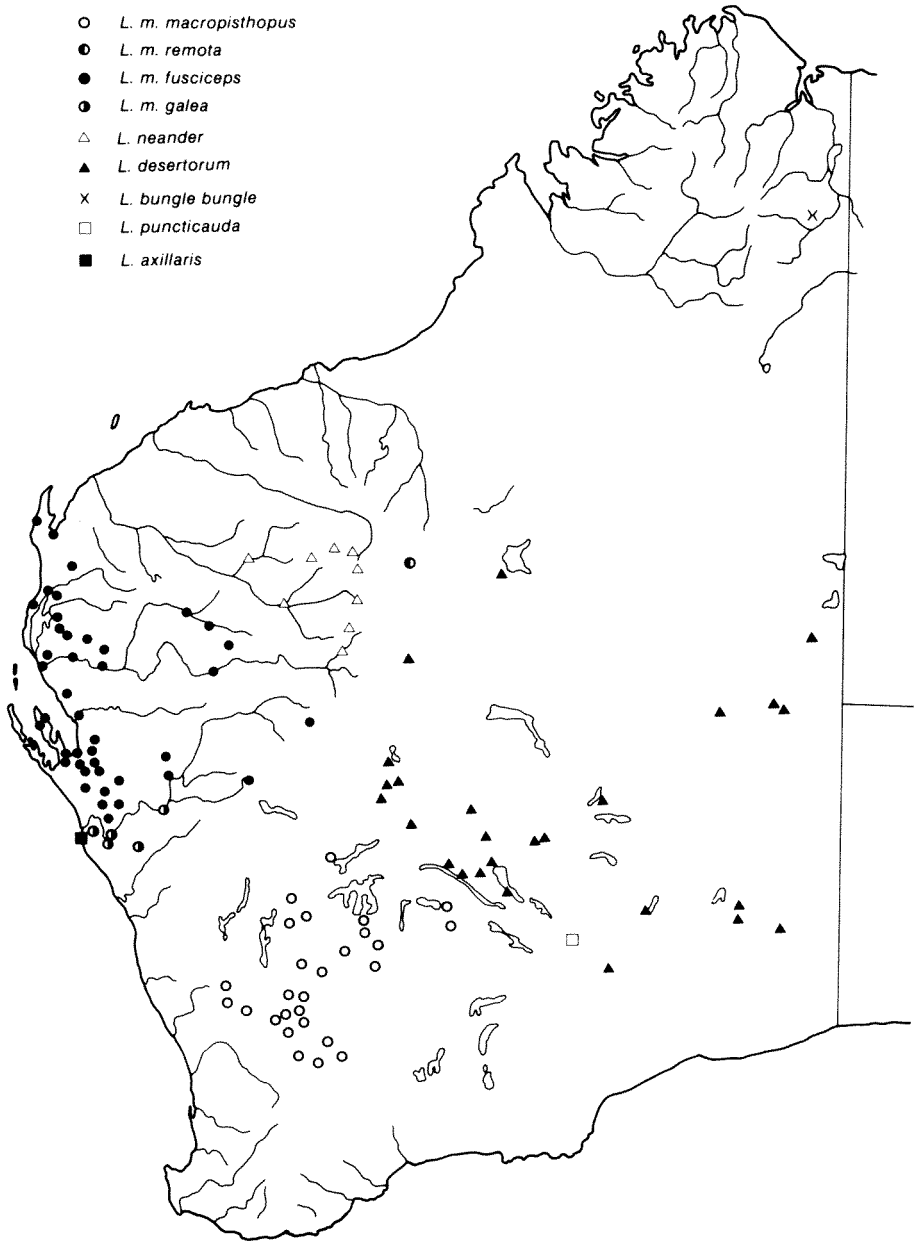 L. m. macropisthopus
L. m. remota
L. m. fusciceps
L. m. galea
L. neander
L. desertorum
L. bungle bungle
L. puncticauda
L. axillaris